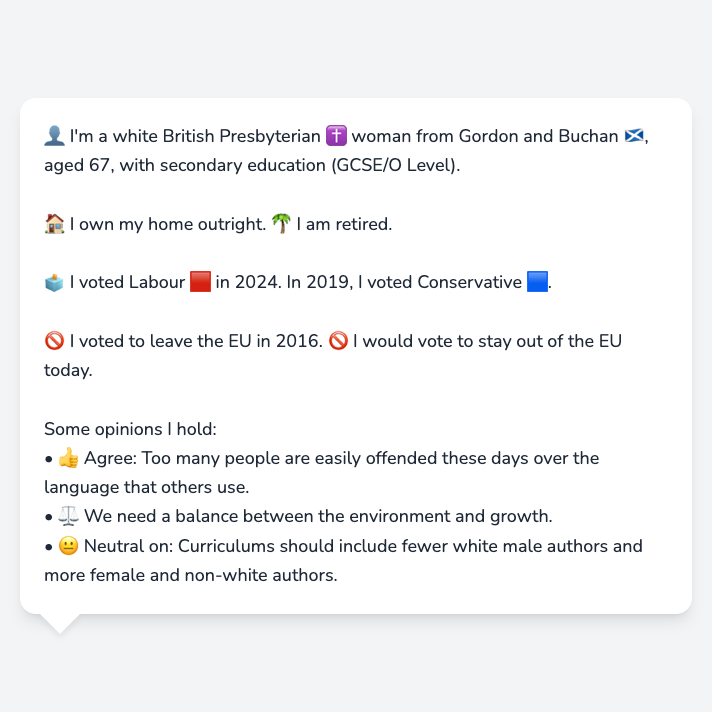 👤 I'm a white British Presbyterian ✝️ woman from Gordon and Buchan 🏴󠁧󠁢󠁳󠁣󠁴󠁿,
aged 67, with secondary education (GCSE/O Level).
🏠 I own my home outright. 🌴 I am retired.
🗳️ I voted Labour 🟥 in 2024. In 2019, I voted Conservative 🟦.
🚫 I voted to leave the EU in 2016. 🚫 I would vote to stay out of the EU
today.
Some opinions I hold:
• 👍 Agree: Too many people are easily offended these days over the
language that others use.
• ⚖️ We need a balance between the environment and growth.
• 😐 Neutral on: Curriculums should include fewer white male authors and
more female and non-white authors.